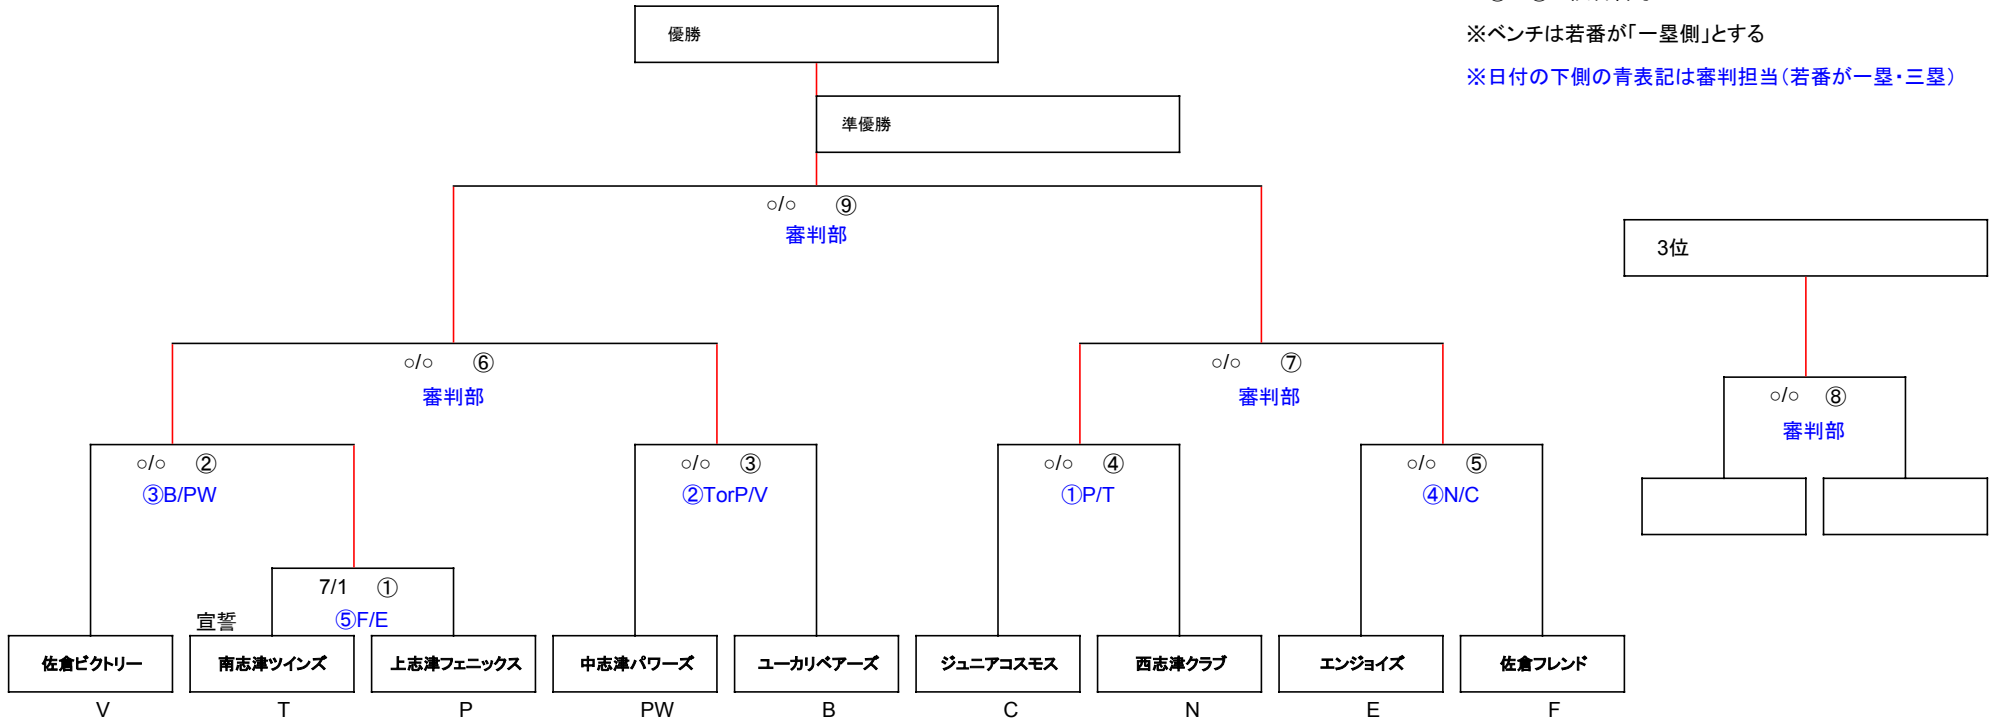 優勝
※ベンチは若番が「一塁側」とする
※日付の下側の青表記は審判担当(若番が一塁・三塁)
準優勝
○/○ ⑨
審判部
3位
○/○ ⑥
審判部
○/○ ⑦
審判部
○/○ ⑧
審判部
○/○ ②
③B/PW
○/○ ③
②TorP/V
○/○ ④
①P/T
○/○ ⑤
④N/C
7/1 ①
⑤F/E
宣誓
佐倉ビクトリー 南志津ツインズ 上志津フェニックス 中志津パワーズ ユーカリベアーズ ジュニアコスモス 西志津クラブ エンジョイズ 佐倉フレンド
V T P PW B C N E F